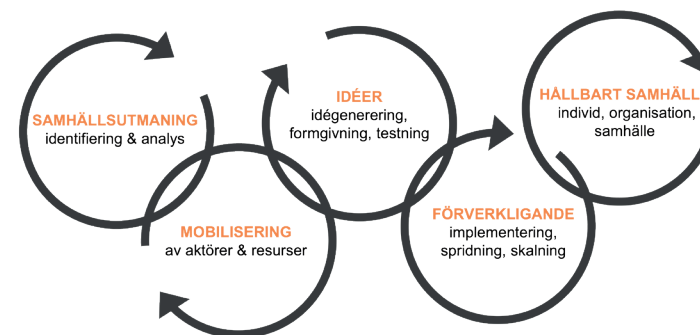 SAMHÄLLSUTMANING
identifiering & analys
MOBILISERING
av aktörer & resurser
IDÉER
idégenerering,
formgivning, testning
FÖRVERKLIGANDE
implementering,
spridning, skalning
HÅLLBART SAMHÄLL
individ, organisation,
samhälle